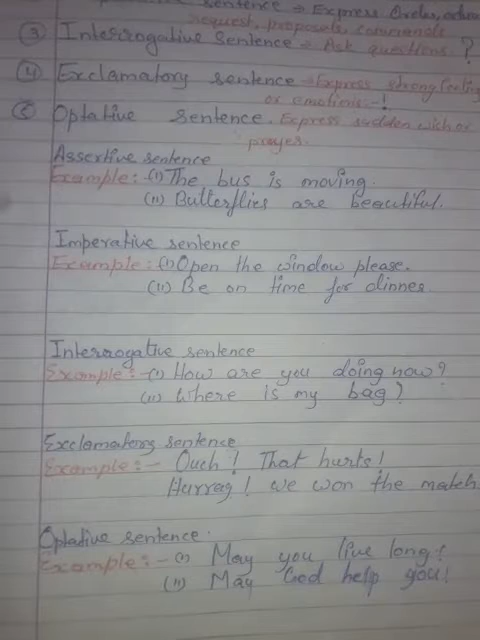 sentence → Express Order, advice
request, proposals, commands
③ Interrogative Sentence → Ask questions. ?
④ Exclamatory sentence → Express strong feeling
or emotions - !
⑤ Optative sentence. Express sudden wish or
prayer.
Assertive sentence
Example:- (i) The bus is moving.
(ii) Butterflies are beautiful.
Imperative sentence
Example:- (i) Open the window please.
(ii) Be on time for dinner
Interrogative sentence
Example:- (i) How are you doing now?
(ii) Where is my bag?
Exclamatory sentence
Example:- Ouch! That hurts!
Hurray! we won the match
Optative sentence.
Example:- (i) May you live long!
(ii) May God help you!